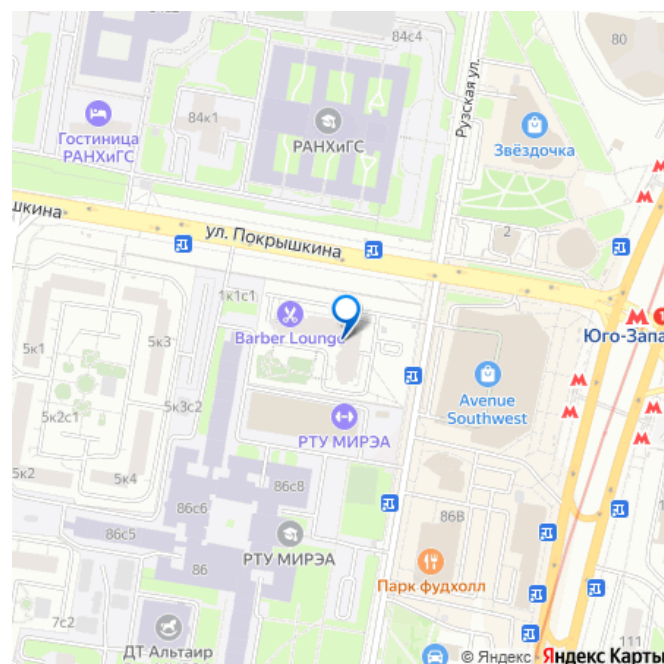 84с4
80
Рузская ул.
84к1
Гостиница
РАНХиГС
РАНХиГС
Звёздочка
шкина
ул. Покрышкина
2
1к1с1
Barber Lounge
Юго-Запа
5к1
5к3
Avenue
Southwest
5к3с2
5к2с1
РТУ МИРЭА
5к2
5к4
86с8
86с6
86В
86с5
РТУ МИРЭА
86
Парк фудхолл
7с2
ДТ Альтаир
111
© Яндекс Яндекс Карты